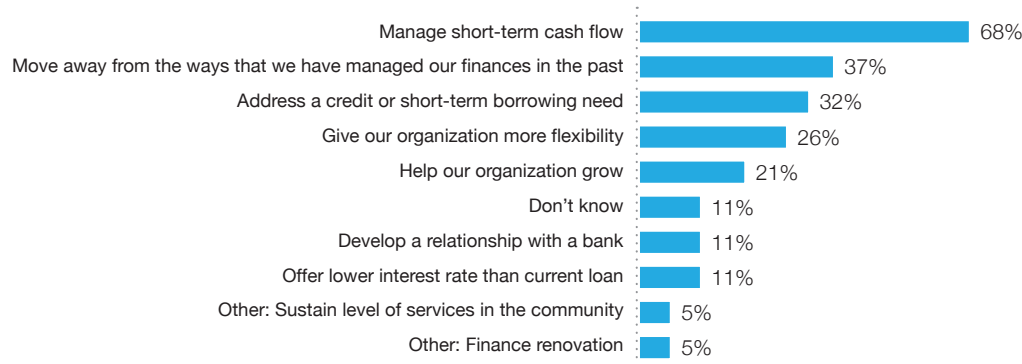 Manage short-term cash flow 68%
Move away from the ways that we have managed our finances in the past 37%
Address a credit or short-term borrowing need 32%
Give our organization more flexibility 26%
Help our organization grow 21%
Don’t know 11%
Develop a relationship with a bank 11%
Offer lower interest rate than current loan 11%
Other: Sustain level of services in the community 5%
Other: Finance renovation 5%